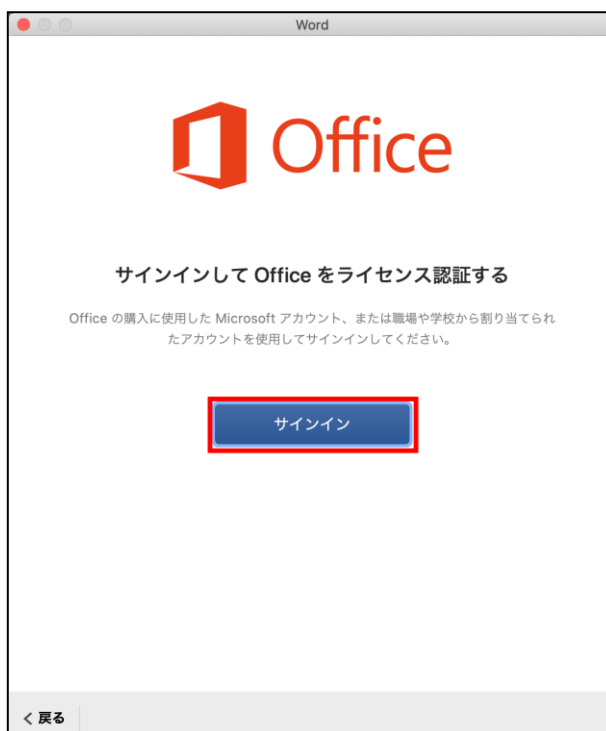 Word
Office
サインインして Office をライセンス認証する
Office の購入に使用した Microsoft アカウント、または職場や学校から割り当てられ
たアカウントを使用してサインインしてください。
サインイン
< 戻る